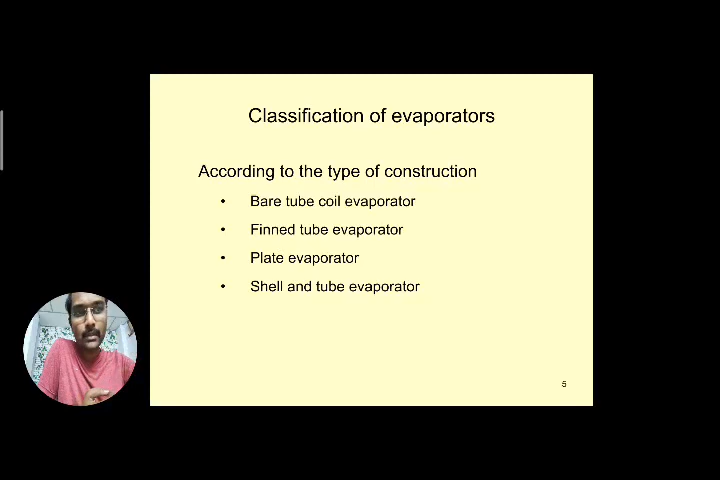 Classification of evaporators
According to the type of construction
• Bare tube coil evaporator
• Finned tube evaporator
• Plate evaporator
• Shell and tube evaporator
5